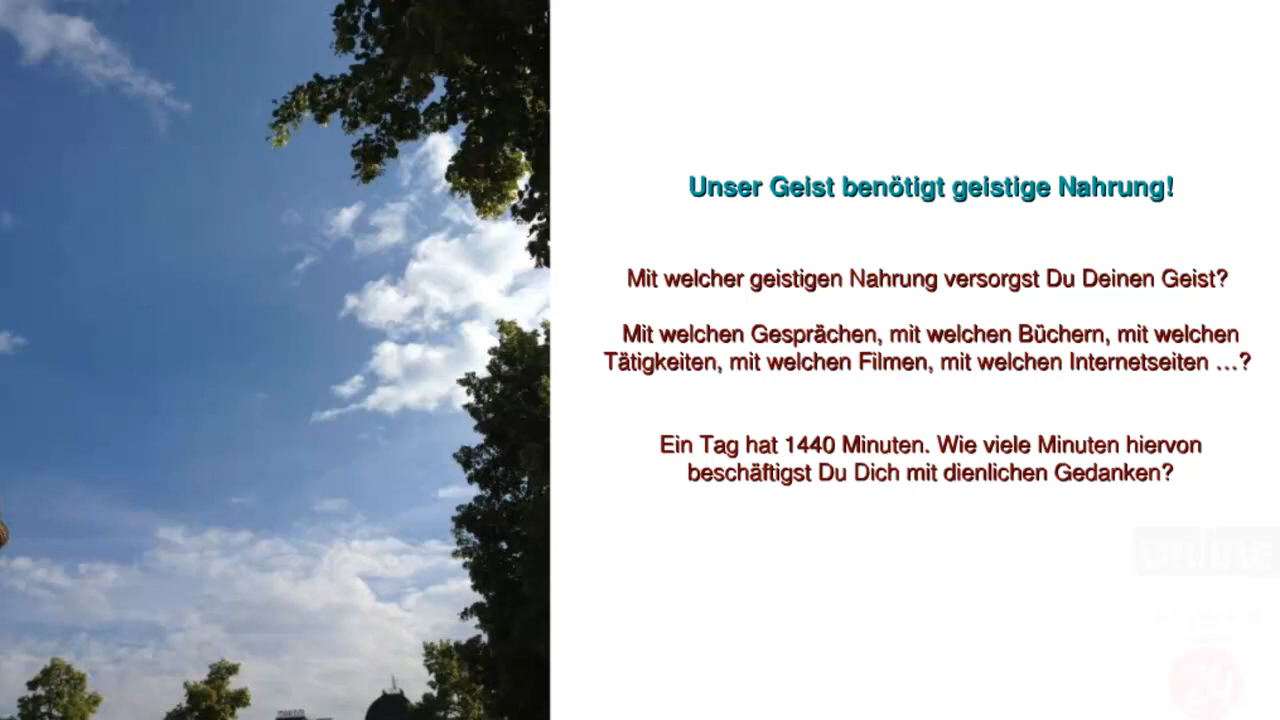 Unser Geist benötigt geistige Nahrung!
Mit welcher geistigen Nahrung versorgst Du Deinen Geist?
Mit welchen Gesprächen, mit welchen Büchern, mit welchen
Tätigkeiten, mit welchen Filmen, mit welchen Internetseiten …?
Ein Tag hat 1440 Minuten. Wie viele Minuten hiervon
beschäftigst Du Dich mit dienlichen Gedanken?
24